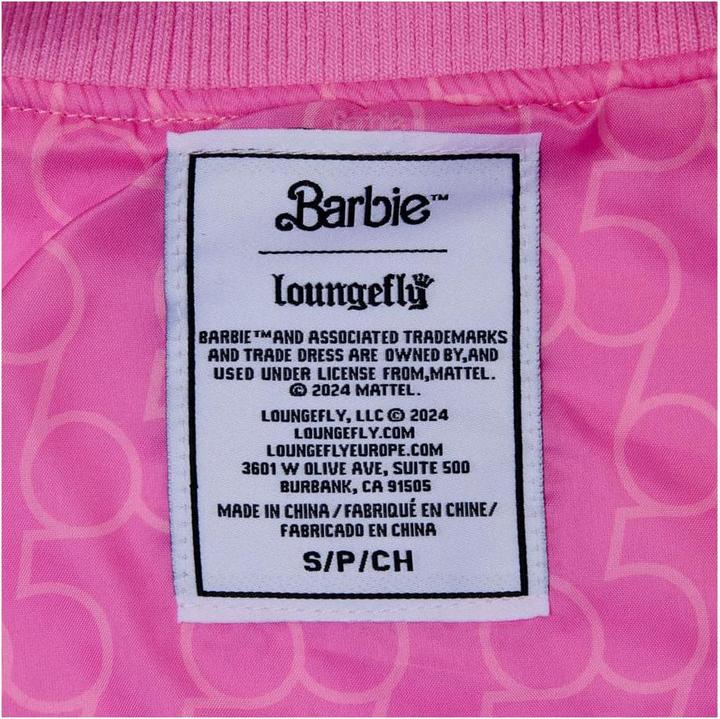 Barbie
Barbie™
loungefly
BARBIE™AND ASSOCIATED TRADEMARKS
AND TRADE DRESS ARE OWNED BY,AND
USED UNDER LICENSE FROM,MATTEL.
© 2024 MATTEL.
LOUNGEFLY, LLC © 2024
LOUNGEFLY.COM
LOUNGEFLYEUROPE.COM
3601 W OLIVE AVE, SUITE 500
BURBANK, CA 91505
MADE IN CHINA/FABRIQUÉ EN CHINE/
FABRICADO EN CHINA
S/P/CH